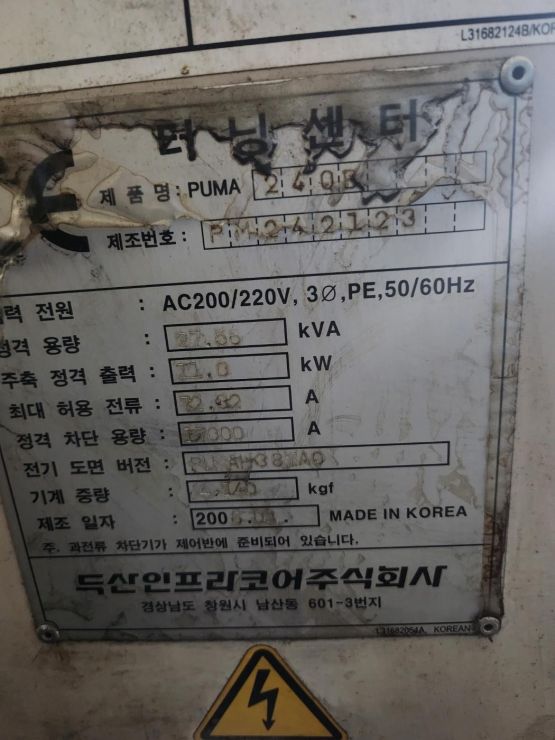 L31682124B/KOR
터닝센터
CE
제 품 명: PUMA 240B
제조번호: PM242123
력 전원 : AC200/220V, 3Ø,PE,50/60Hz
정격 용량 : kVA
주축 정격 출력 : kW
최대 허용 전류 : A
정격 차단 용량 : A
전기 도면 버전 :
기계 중량 : kgf
제조 일자 : MADE IN KOREA
주. 과전류 차단기가 제어반에 준비되어 있습니다.
두산인프라코어주식회사
경상남도 창원시 남산동 601-3번지
L31682054A, KOREAN